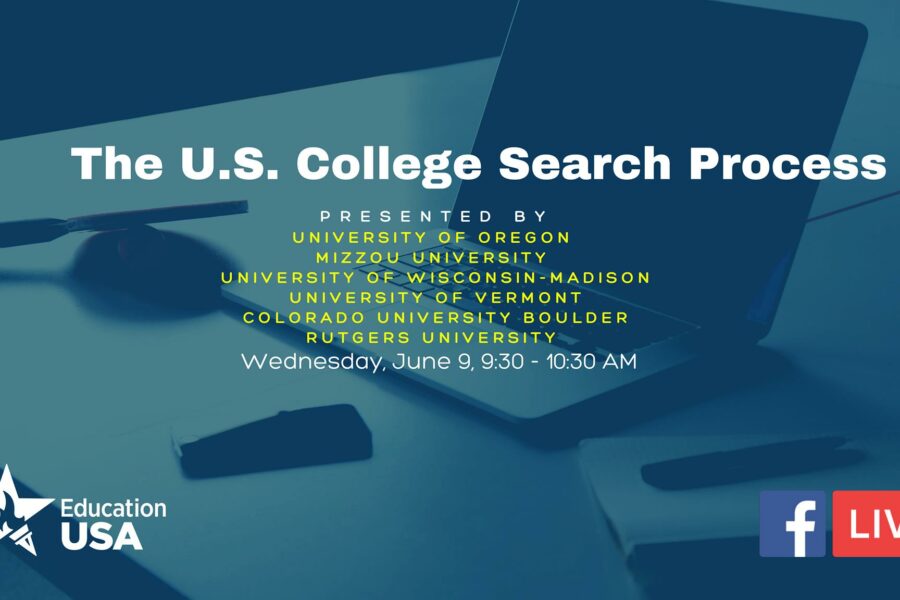 The U.S. College Search Process
PRESENTED BY
UNIVERSITY OF OREGON
MIZZOU UNIVERSITY
UNIVERSITY OF WISCONSIN-MADISON
UNIVERSITY OF VERMONT
COLORADO UNIVERSITY BOULDER
RUTGERS UNIVERSITY
Wednesday, June 9, 9:30 - 10:30 AM
Education
USA
f
LIV